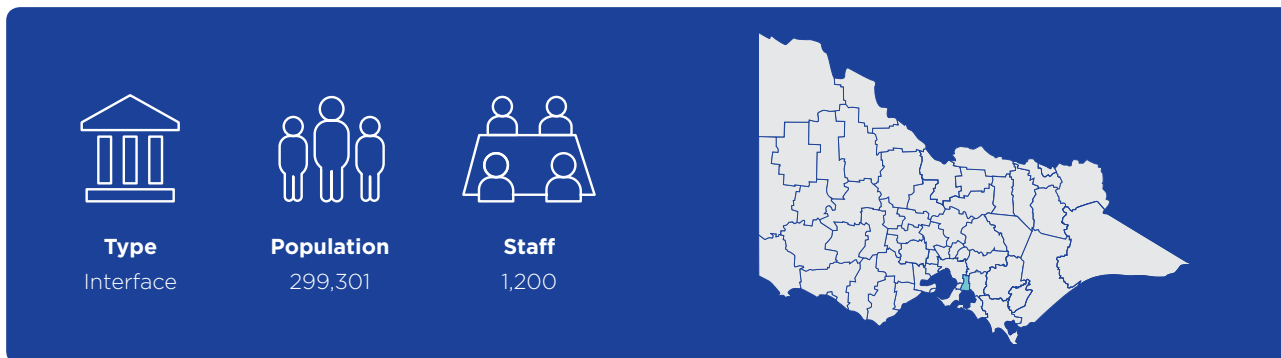 Type
Interface
Population
299,301
Staff
1,200